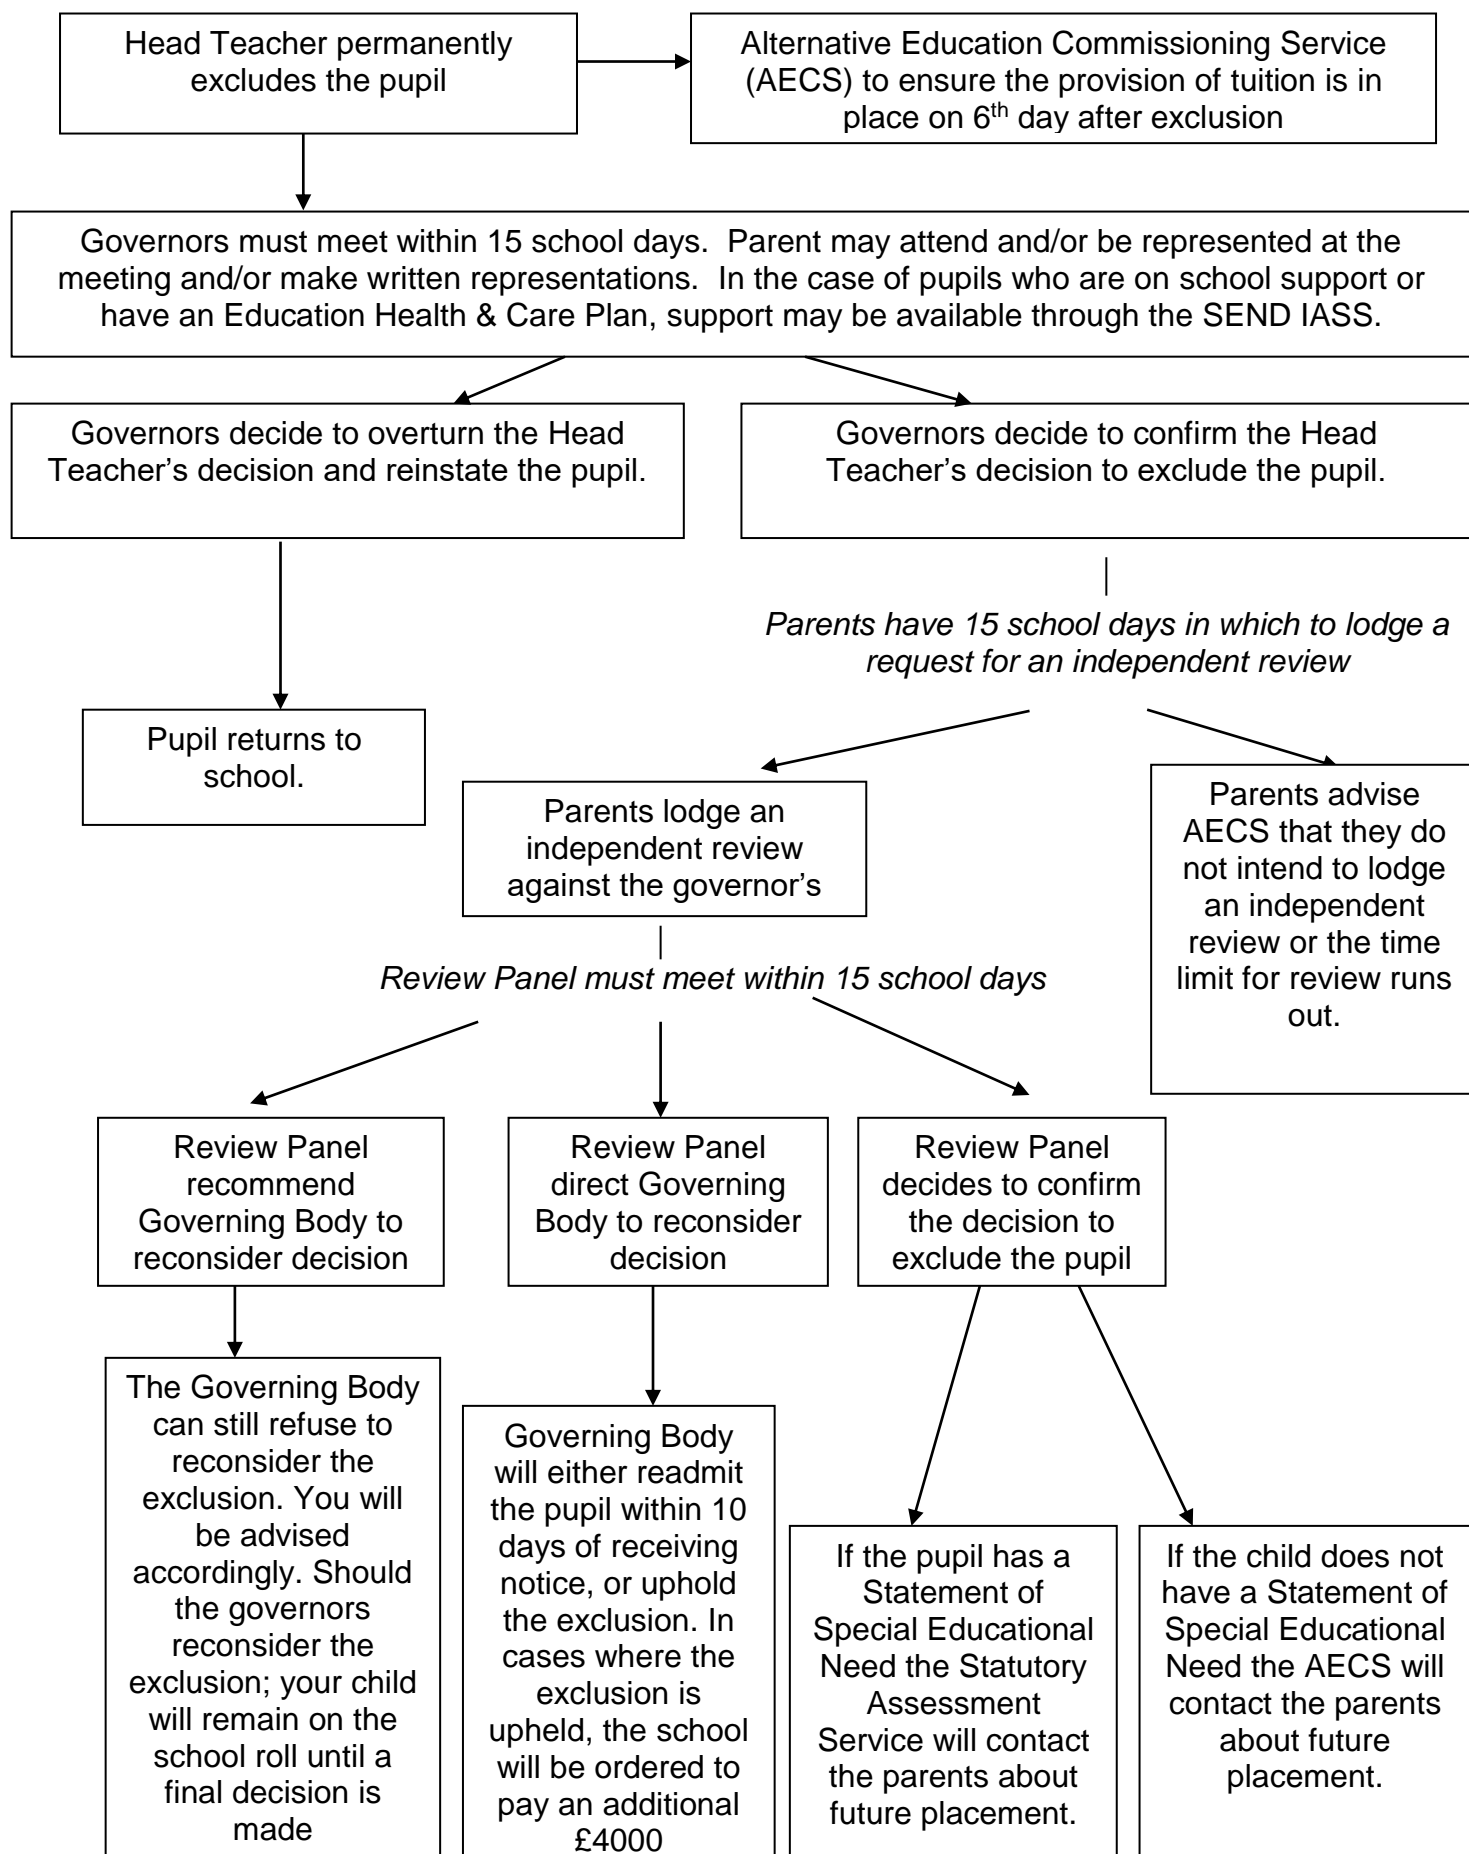 Head Teacher permanently
excludes the pupil
Alternative Education Commissioning Service
(AECS) to ensure the provision of tuition is in
place on 6th day after exclusion
Governors must meet within 15 school days.  Parent may attend and/or be represented at the
meeting and/or make written representations.  In the case of pupils who are on school support or
have an Education Health & Care Plan, support may be available through the SEND IASS.
Governors decide to overturn the Head
Teacher’s decision and reinstate the pupil.
Governors decide to confirm the Head
Teacher’s decision to exclude the pupil.
Parents have 15 school days in which to lodge a
request for an independent review
Pupil returns to
school.
Parents lodge an
independent review
against the governor’s
Parents advise
AECS that they do
not intend to lodge
an independent
review or the time
limit for review runs
out.
Review Panel must meet within 15 school days
Review Panel
recommend
Governing Body to
reconsider decision
Review Panel
direct Governing
Body to reconsider
decision
Review Panel
decides to confirm
the decision to
exclude the pupil
The Governing Body
can still refuse to
reconsider the
exclusion. You will
be advised
accordingly. Should
the governors
reconsider the
exclusion; your child
will remain on the
school roll until a
final decision is
made
Governing Body
will either readmit
the pupil within 10
days of receiving
notice, or uphold
the exclusion. In
cases where the
exclusion is
upheld, the school
will be ordered to
pay an additional
£4000
If the pupil has a
Statement of
Special Educational
Need the Statutory
Assessment
Service will contact
the parents about
future placement.
If the child does not
have a Statement of
Special Educational
Need the AECS will
contact the parents
about future
placement.